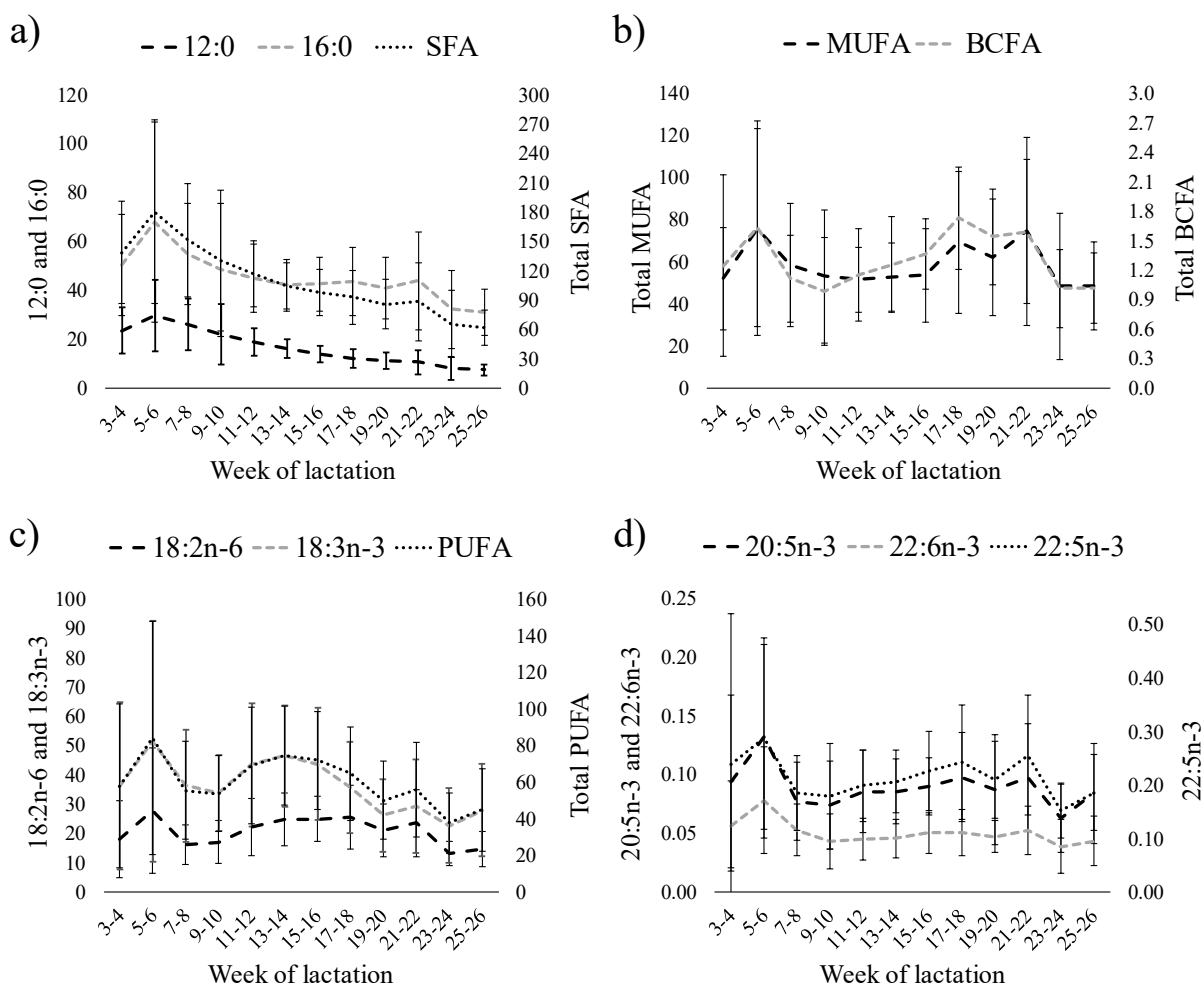 a)
12:0 16:0 SFA
120
100
80
60
40
20
0
12:0 and 16:0
300
270
240
210
180
150
120
90
60
30
0
Total SFA
3-4 5-6 7-8 9-10 11-12 13-14 15-16 17-18 19-20 21-22 23-24 25-26
Week of lactation
b)
MUFA BCFA
140
120
100
80
60
40
20
0
Total MUFA
3.0
2.7
2.4
2.1
1.8
1.5
1.2
0.9
0.6
0.3
0.0
Total BCFA
3-4 5-6 7-8 9-10 11-12 13-14 15-16 17-18 19-20 21-22 23-24 25-26
Week of lactation
c)
18:2n-6 18:3n-3 PUFA
100
90
80
70
60
50
40
30
20
10
0
18:2n-6 and 18:3n-3
160
140
120
100
80
60
40
20
0
Total PUFA
3-4 5-6 7-8 9-10 11-12 13-14 15-16 17-18 19-20 21-22 23-24 25-26
Week of lactation
d)
20:5n-3 22:6n-3 22:5n-3
0.25
0.20
0.15
0.10
0.05
0.00
20:5n-3 and 22:6n-3
0.50
0.40
0.30
0.20
0.10
0.00
22:5n-3
3-4 5-6 7-8 9-10 11-12 13-14 15-16 17-18 19-20 21-22 23-24 25-26
Week of lactation